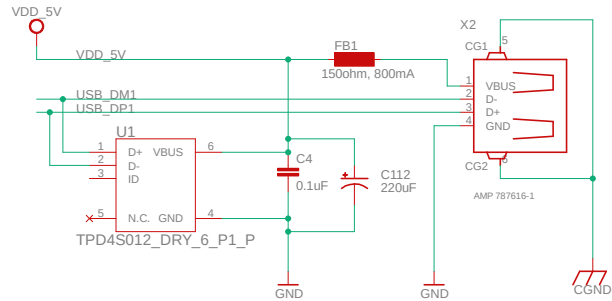 VDD_5V
X2
5
CG1
VDD_5V
FB1
150ohm, 800mA
1
VBUS
USB_DM1
2
D-
USB_DP1
3
D+
4
GND
U1
1
D+
VBUS
6
2
D-
3
ID
C4
0.1uF
C112
220uF
CG2
6
AMP 787616-1
5
N.C.
GND
4
TPD4S012_DRY_6_P1_P
GND
GND
CGND